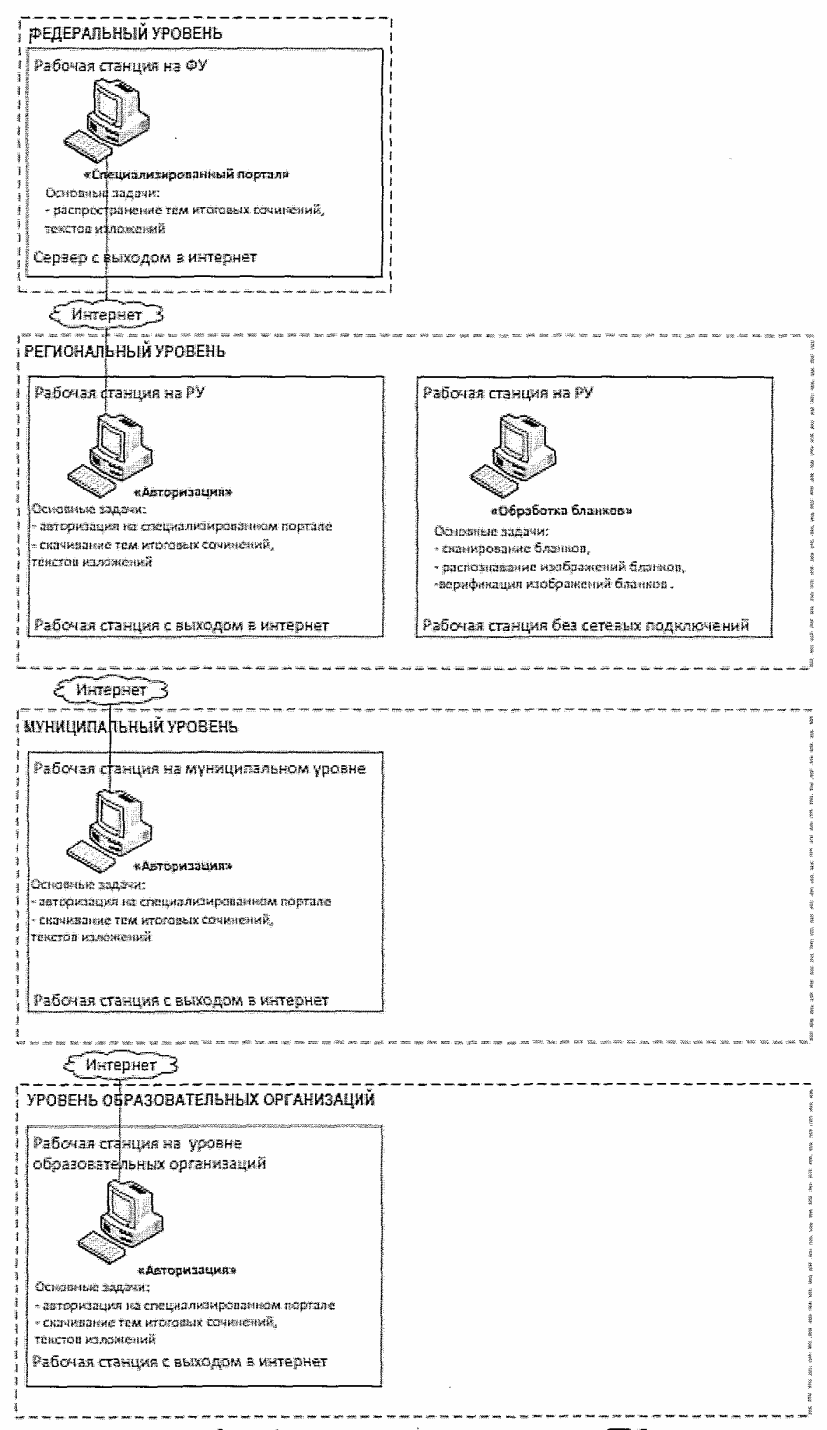 ФЕДЕРАЛЬНЫЙ УРОВЕНЬ
Рабочая станция на ФУ
«Специализированный портал»
Основные задачи:
- распространение тем итоговых сочинений,
текстов изложений
Сервер с выходом в интернет
Интернет
РЕГИОНАЛЬНЫЙ УРОВЕНЬ
Рабочая станция на РУ
«Авторизация»
Основные задачи:
- авторизация на специализированном портале
- скачивание тем итоговых сочинений,
текстов изложений
Рабочая станция с выходом в интернет
Рабочая станция на РУ
«Обработка бланков»
Основные задачи:
- сканирование бланков,
- распознавание изображений бланков,
-верификация изображений бланков.
Рабочая станция без сетевых подключений
Интернет
МУНИЦИПАЛЬНЫЙ УРОВЕНЬ
Рабочая станция на муниципальном уровне
«Авторизация»
Основные задачи:
- авторизация на специализированном портале
- скачивание тем итоговых сочинений,
текстов изложений
Рабочая станция с выходом в интернет
Интернет
УРОВЕНЬ ОБРАЗОВАТЕЛЬНЫХ ОРГАНИЗАЦИЙ
Рабочая станция на уровне
образовательных организаций
«Авторизация»
Основные задачи:
- авторизация на специализированном портале
- скачивание тем итоговых сочинений,
текстов изложений
Рабочая станция с выходом в интернет